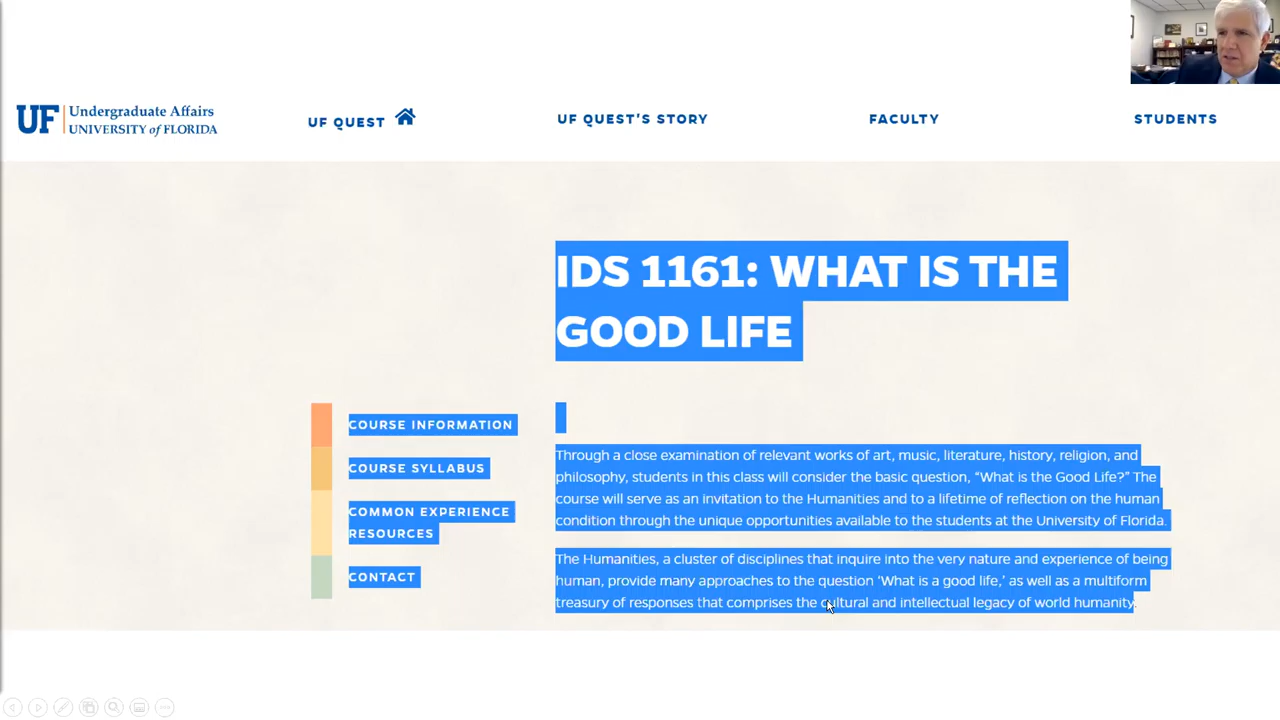 UF Undergraduate Affairs
UNIVERSITY of FLORIDA
UF QUEST
UF QUEST'S STORY
FACULTY
STUDENTS
IDS 1161: WHAT IS THE
GOOD LIFE
COURSE INFORMATION
COURSE SYLLABUS
COMMON EXPERIENCE
RESOURCES
CONTACT
Through a close examination of relevant works of art, music, literature, history, religion, and
philosophy, students in this class will consider the basic question, “What is the Good Life?” The
course will serve as an invitation to the Humanities and to a lifetime of reflection on the human
condition through the unique opportunities available to the students at the University of Florida.
The Humanities, a cluster of disciplines that inquire into the very nature and experience of being
human, provide many approaches to the question ‘What is a good life,’ as well as a multiform
treasury of responses that comprises the cultural and intellectual legacy of world humanity.